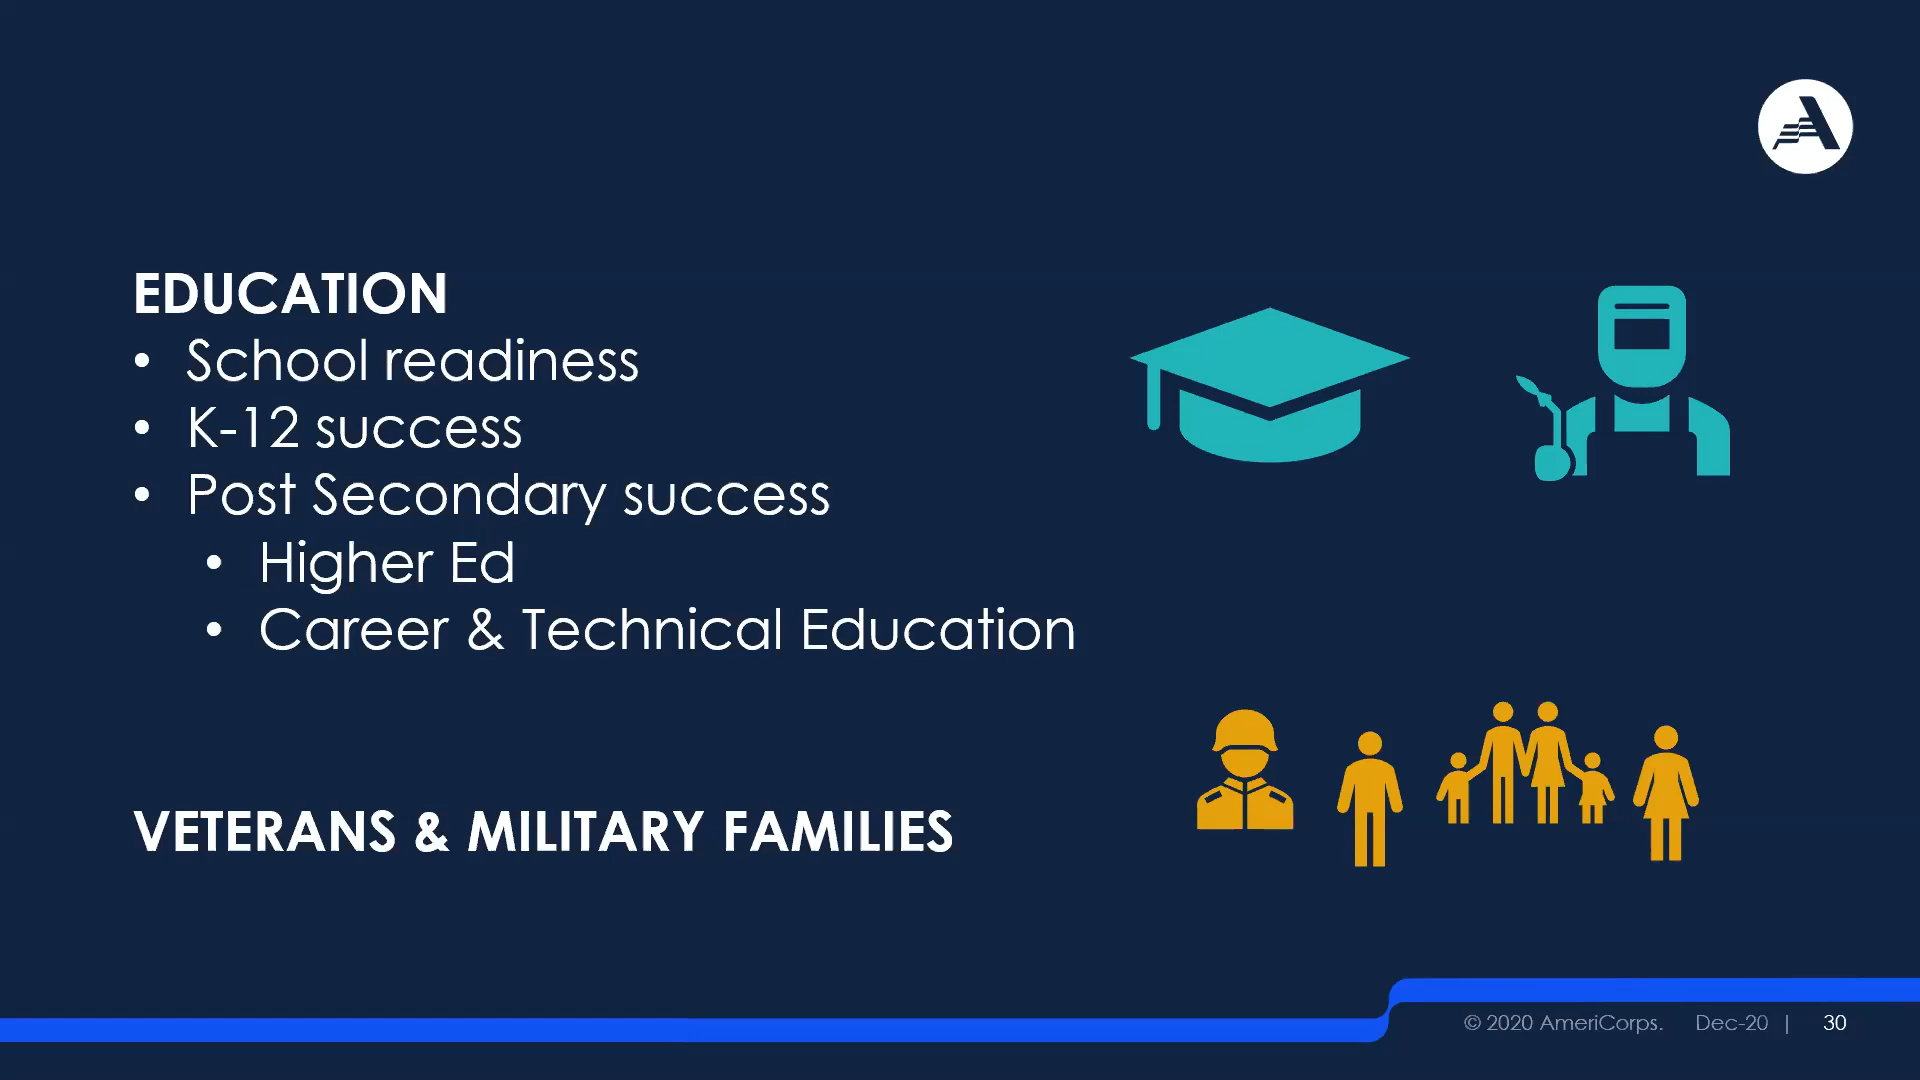 EDUCATION
• School readiness
• K-12 success
• Post Secondary success
• Higher Ed
• Career & Technical Education
VETERANS & MILITARY FAMILIES
© 2020 AmeriCorps. Dec-20 | 30